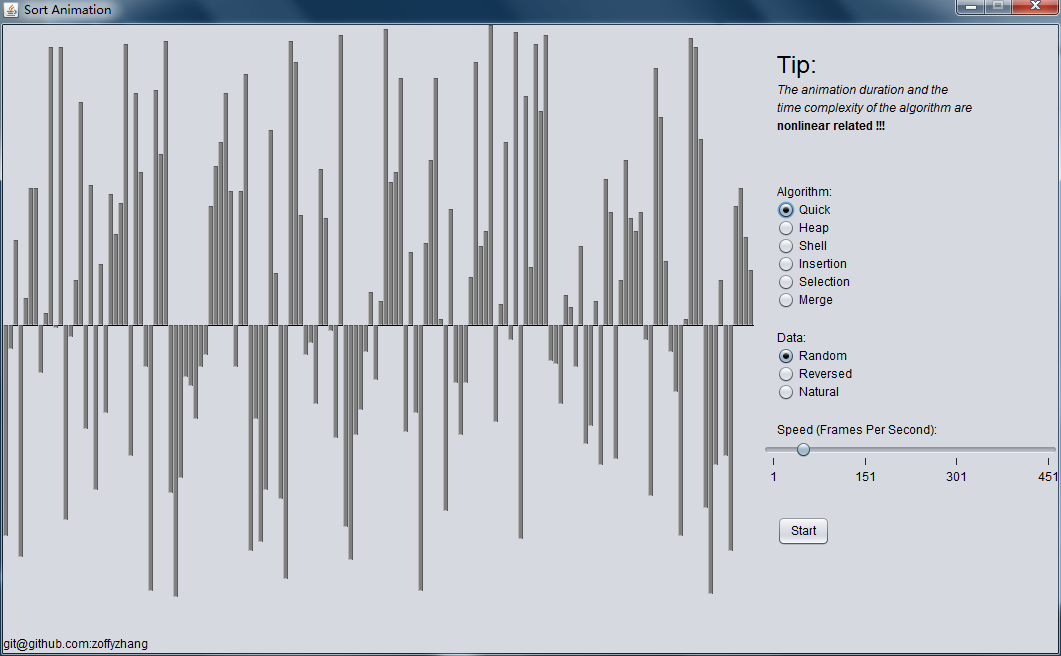 Sort Animation
Tip:
The animation duration and the
time complexity of the algorithm are
nonlinear related !!!
Algorithm:
Quick
Heap
Shell
Insertion
Selection
Merge
Data:
Random
Reversed
Natural
Speed (Frames Per Second):
1 151 301 451
Start
git@github.com:zoffyzhang